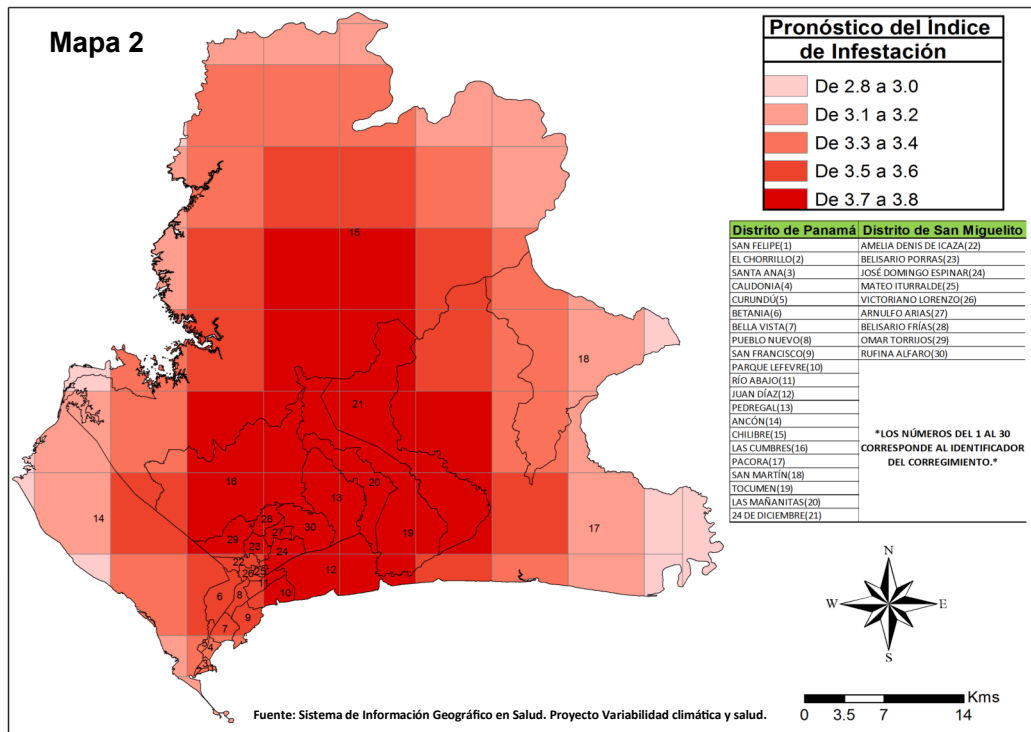 Mapa 2
Pronóstico del Índice
de Infestación
De 2.8 a 3.0
De 3.1 a 3.2
De 3.3 a 3.4
De 3.5 a 3.6
De 3.7 a 3.8
Distrito de Panamá Distrito de San Miguelito
SAN FELIPE(1) AMELIA DENIS DE ICAZA(22)
EL CHORRILLO(2) BELISARIO PORRAS(23)
SANTA ANA(3) JOSÉ DOMINGO ESPINAR(24)
CALIDONIA(4) MATEO ITURRALDE(25)
CURUNDÚ(5) VICTORIANO LORENZO(26)
BETANIA(6) ARNULFO ARIAS(27)
BELLA VISTA(7) BELISARIO FRÍAS(28)
PUEBLO NUEVO(8) OMAR TORRIJOS(29)
SAN FRANCISCO(9) RUFINA ALFARO(30)
PARQUE LEFEVRE(10)
RÍO ABAJO(11)
JUAN DÍAZ(12)
PEDREGAL(13)
ANCÓN(14)
CHILIBRE(15)
LAS CUMBRES(16)
PACORA(17)
SAN MARTÍN(18)
TOCUMEN(19)
LAS MAÑANITAS(20)
24 DE DICIEMBRE(21)
*LOS NÚMEROS DEL 1 AL 30
CORRESPONDE AL IDENTIFICADOR
DEL CORREGIMIENTO.*
15
18
21
16
20
13
14
28
30
19
17
27
29
23
24
22
26
25
12
11
6
8
10
9
7
5
4
3
2
1
N
W
E
S
Kms
0 3.5 7 14
Fuente: Sistema de Información Geográfico en Salud. Proyecto Variabilidad climática y salud.